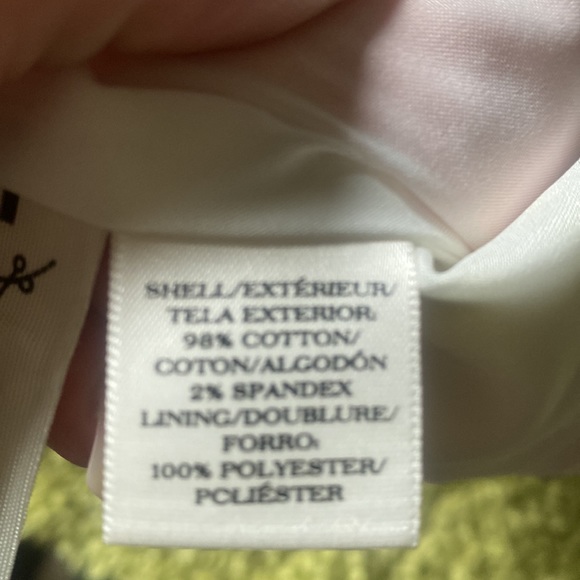 SHELL/EXTÉRIEUR/
TELA EXTERIOR:
98% COTTON/
COTON/ALGODÓN
2% SPANDEX
LINING/DOUBLURE/
FORRO:
100% POLYESTER/
POLIÉSTER